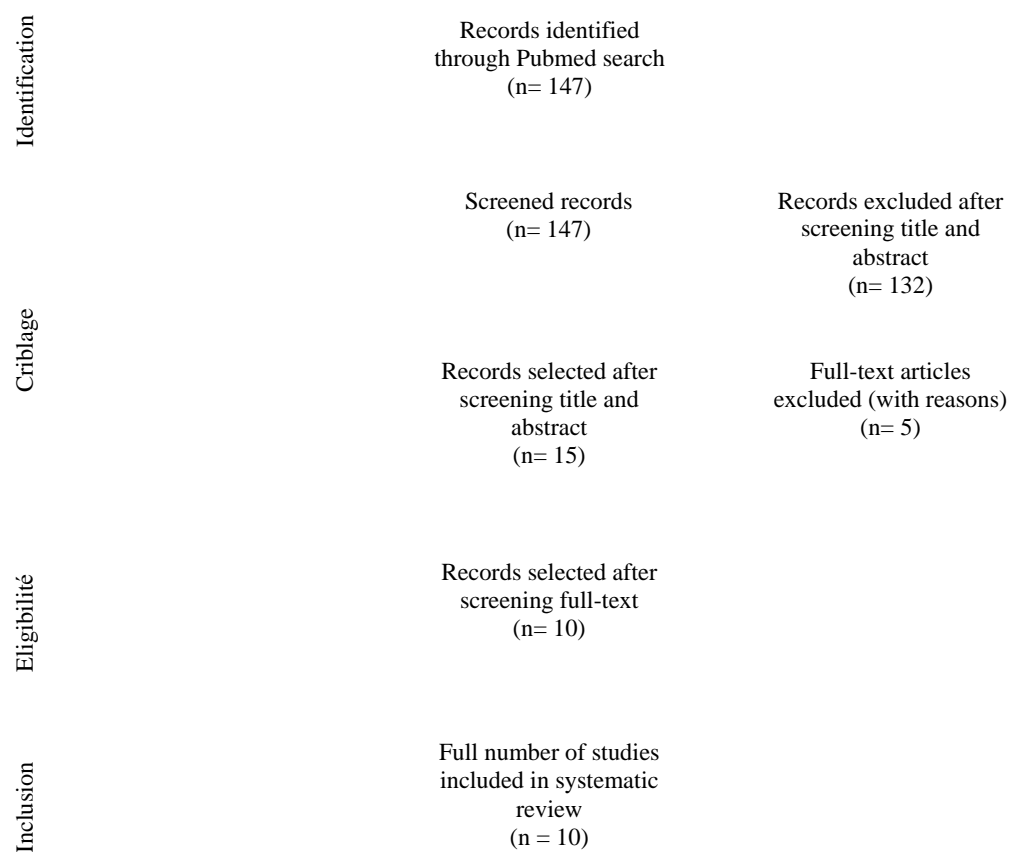 Identification
Records identified
through Pubmed search
(n= 147)
Criblage
Screened records
(n= 147)
Records excluded after
screening title and
abstract
(n= 132)
Records selected after
screening title and
abstract
(n= 15)
Full-text articles
excluded (with reasons)
(n= 5)
Eligibilité
Records selected after
screening full-text
(n= 10)
Inclusion
Full number of studies
included in systematic
review
(n = 10)